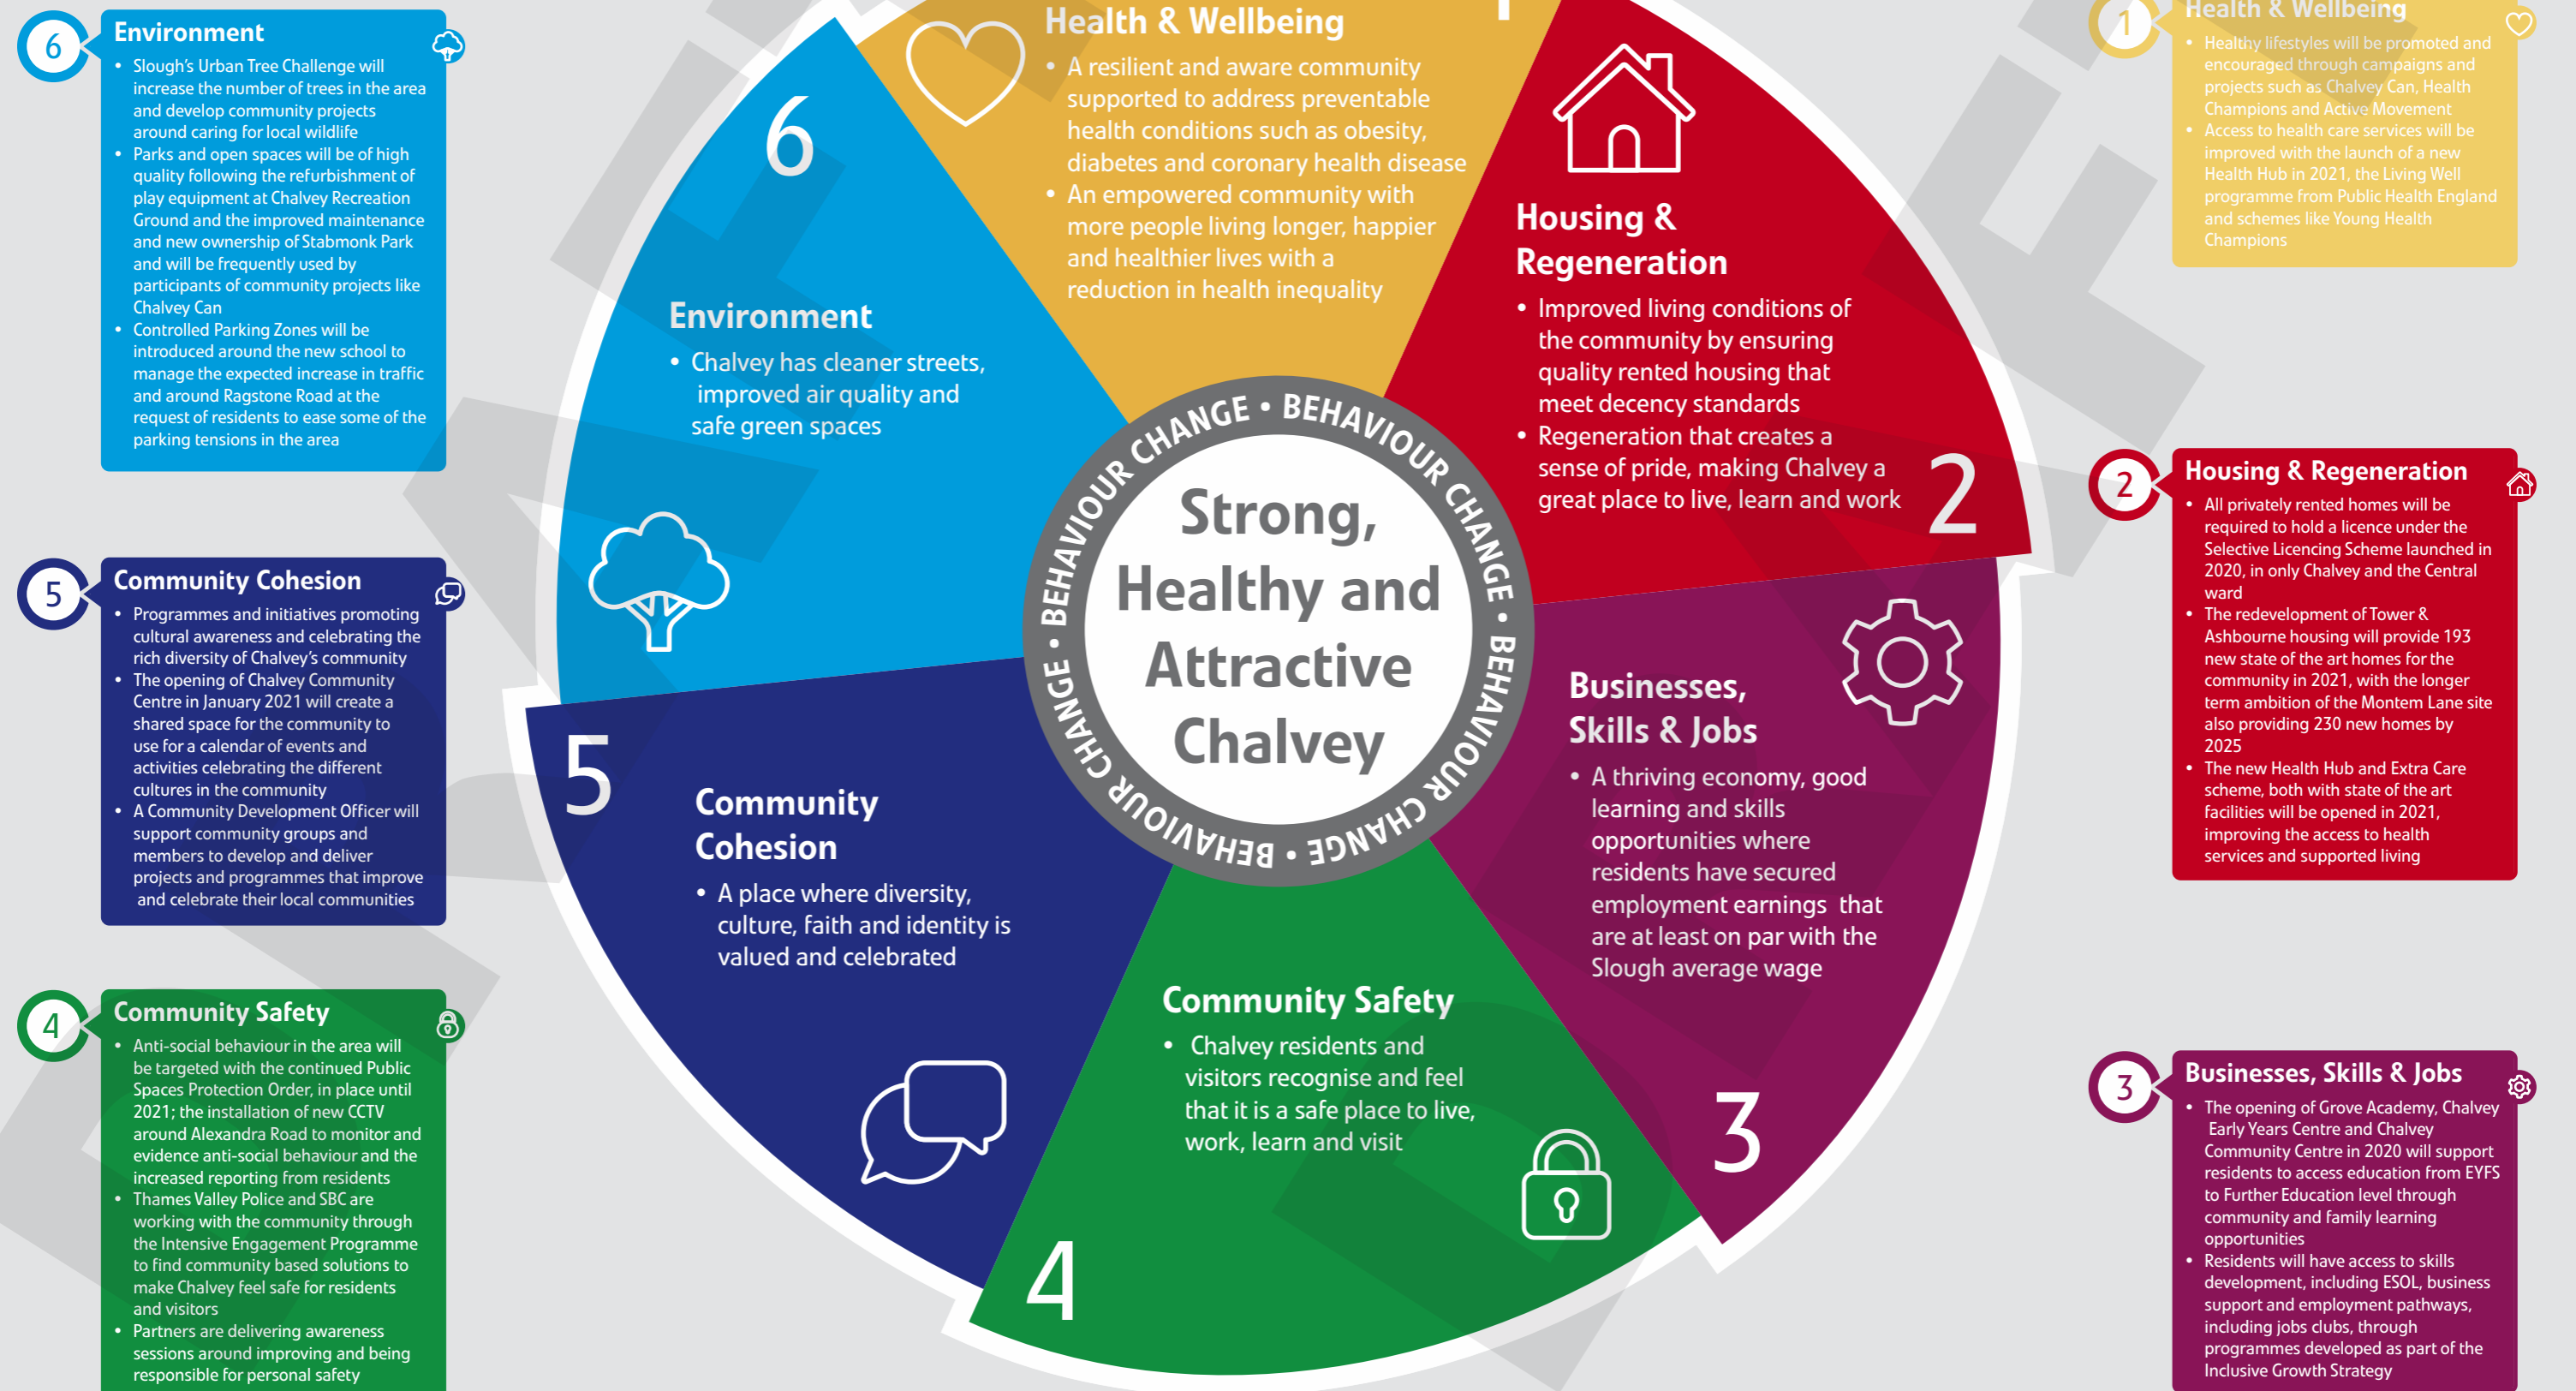 6
Environment
• Slough's Urban Tree Challenge will
increase the number of trees in the area
and develop community projects
around caring for local wildlife
• Parks and open spaces will be of high
quality following the refurbishment of
play equipment at Chalvey Recreation
Ground and the improved maintenance
and new ownership of Stabmonk Park
and will be frequently used by
participants of community projects like
Chalvey Can
• Controlled Parking Zones will be
introduced around the new school to
manage the expected increase in traffic
and around Ragstone Road at the
request of residents to ease some of the
parking tensions in the area
5
Community Cohesion
• Programmes and initiatives promoting
cultural awareness and celebrating the
rich diversity of Chalvey's community
• The opening of Chalvey Community
Centre in January 2021 will create a
shared space for the community to
use for a calendar of events and
activities celebrating the different
cultures in the community
• A Community Development Officer will
support community groups and
members to develop and deliver
projects and programmes that improve
and celebrate their local communities
4
Community Safety
• Anti-social behaviour in the area will
be targeted with the continued Public
Spaces Protection Order, in place until
2021; the installation of new CCTV
around Alexandra Road to monitor and
evidence anti-social behaviour and the
increased reporting from residents
• Thames Valley Police and SBC are
working with the community through
the Intensive Engagement Programme
to find community based solutions to
make Chalvey feel safe for residents
and visitors
• Partners are delivering awareness
sessions around improving and being
responsible for personal safety
Health & Wellbeing
• A resilient and aware community
supported to address preventable
health conditions such as obesity,
diabetes and coronary health disease
• An empowered community with
more people living longer, happier
and healthier lives with a
reduction in health inequality
Housing &
Regeneration
• Improved living conditions of
the community by ensuring
quality rented housing that
meet decency standards
• Regeneration that creates a
sense of pride, making Chalvey a
great place to live, learn and work
2
Businesses,
Skills & Jobs
• A thriving economy, good
learning and skills
opportunities where
residents have secured
employment earnings that
are at least on par with the
Slough average wage
3
Community Safety
• Chalvey residents and
visitors recognise and feel
that it is a safe place to live,
work, learn and visit
4
Community
Cohesion
• A place where diversity,
culture, faith and identity is
valued and celebrated
5
Environment
• Chalvey has cleaner streets,
improved air quality and
safe green spaces
6
BEHAVIOUR CHANGE • BEHAVIOUR CHANGE • BEHAVIOUR CHANGE • BEHAVIOUR CHANGE •
Strong,
Healthy and
Attractive
Chalvey
1
Health & Wellbeing
• Healthy lifestyles will be promoted and
encouraged through campaigns and
projects such as Chalvey Can, Health
Champions and Active Movement
• Access to health care services will be
improved with the launch of a new
Health Hub in 2021, the Living Well
programme from Public Health England
and schemes like Young Health
Champions
2
Housing & Regeneration
• All privately rented homes will be
required to hold a licence under the
Selective Licencing Scheme launched in
2020, in only Chalvey and the Central
ward
• The redevelopment of Tower &
Ashbourne housing will provide 193
new state of the art homes for the
community in 2021, with the longer
term ambition of the Montem Lane site
also providing 230 new homes by
2025
• The new Health Hub and Extra Care
scheme, both with state of the art
facilities will be opened in 2021,
improving the access to health
services and supported living
3
Businesses, Skills & Jobs
• The opening of Grove Academy, Chalvey
Early Years Centre and Chalvey
Community Centre in 2020 will support
residents to access education from EYFS
to Further Education level through
community and family learning
opportunities
• Residents will have access to skills
development, including ESOL, business
support and employment pathways,
including jobs clubs, through
programmes developed as part of the
Inclusive Growth Strategy